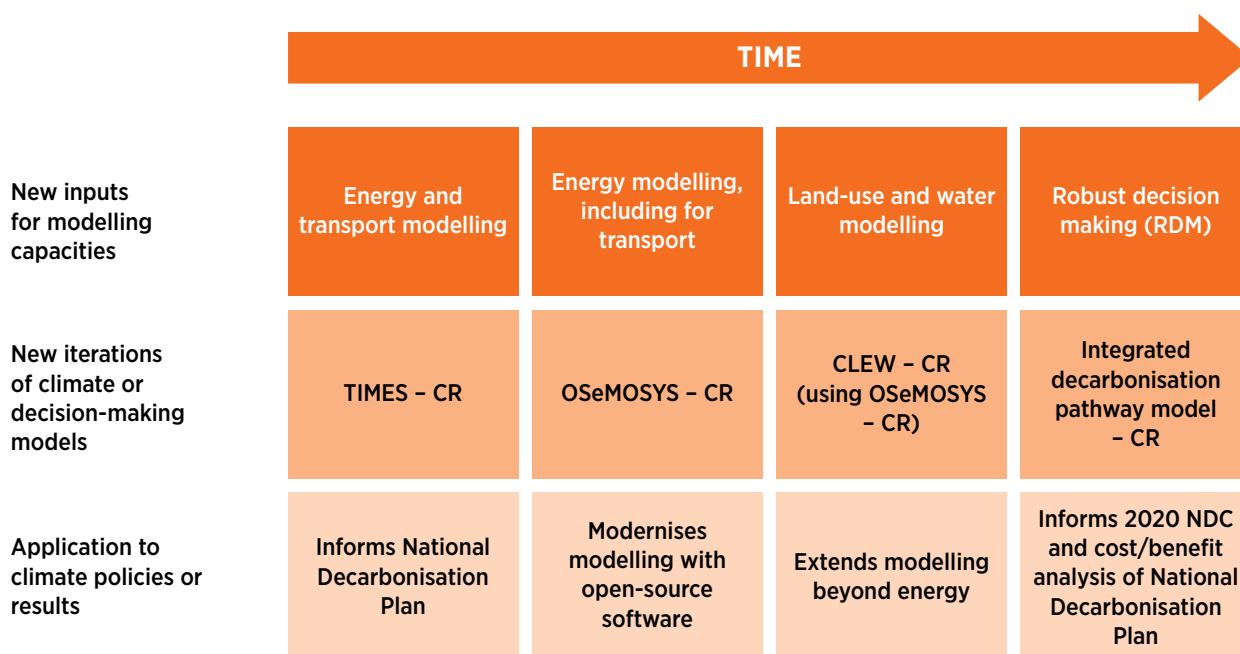 TIME
New inputs
for modelling
capacities
Energy and
transport modelling
Energy modelling,
including for
transport
Land-use and water
modelling
Robust decision
making (RDM)
New iterations
of climate or
decision-making
models
TIMES – CR
OSeMOSYS – CR
CLEW – CR
(using OSeMOSYS
– CR)
Integrated
decarbonisation
pathway model
– CR
Application to
climate policies or
results
Informs National
Decarbonisation
Plan
Modernises
modelling with
open-source
software
Extends modelling
beyond energy
Informs 2020 NDC
and cost/benefit
analysis of National
Decarbonisation
Plan